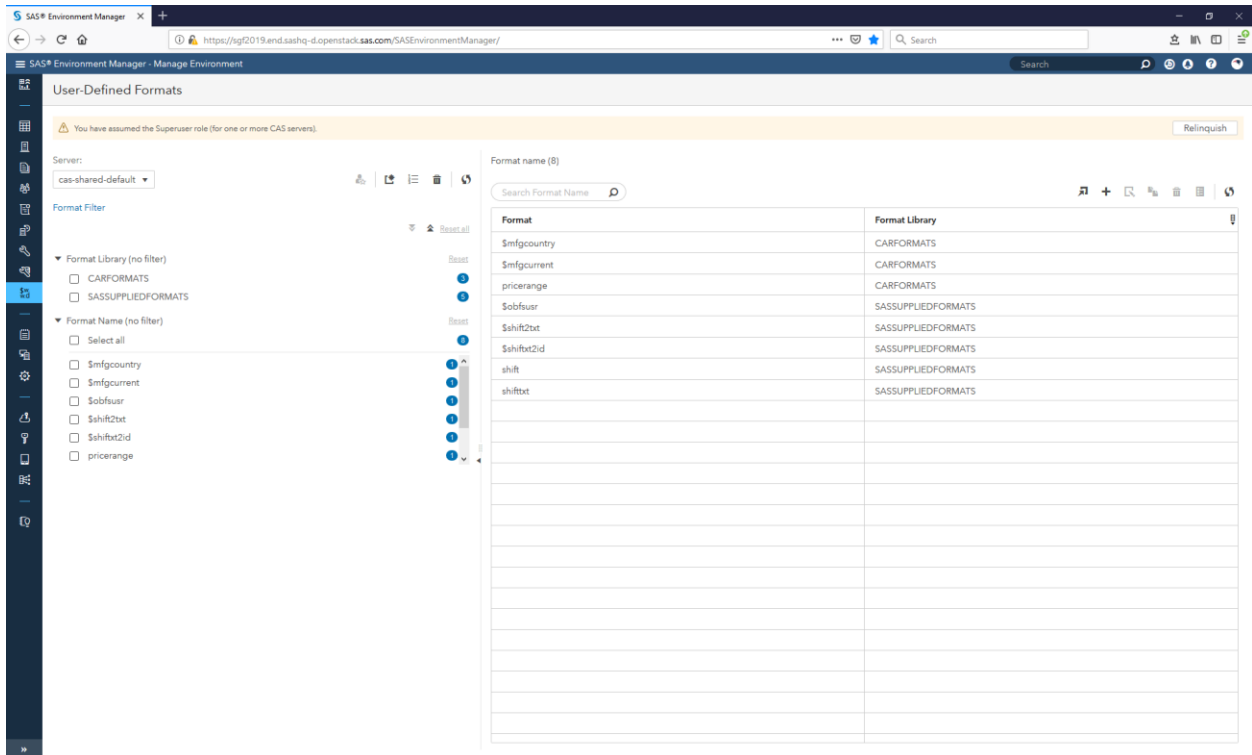 SAS® Environment Manager
https://sgf2019.end.sashq-d.openstack.sas.com/SASEnvironmentManager/
Search
SAS® Environment Manager - Manage Environment
Search
User-Defined Formats
You have assumed the Superuser role (for one or more CAS servers).
Relinquish
Server:
cas-shared-default
Format Filter
Reset all
Format Library (no filter)
Reset
CARFORMATS
3
SASSUPPLIEDFORMATS
5
Format Name (no filter)
Reset
Select all
8
$mfgcountry
1
$mfgcurrent
1
$obfsusr
1
$shift2txt
1
$shiftxt2id
1
pricerange
1
Format name (8)
Search Format Name
Format Format Library
$mfgcountry CARFORMATS
$mfgcurrent CARFORMATS
pricerange CARFORMATS
$obfsusr SASSUPPLIEDFORMATS
$shift2txt SASSUPPLIEDFORMATS
$shiftxt2id SASSUPPLIEDFORMATS
shift SASSUPPLIEDFORMATS
shifttxt SASSUPPLIEDFORMATS